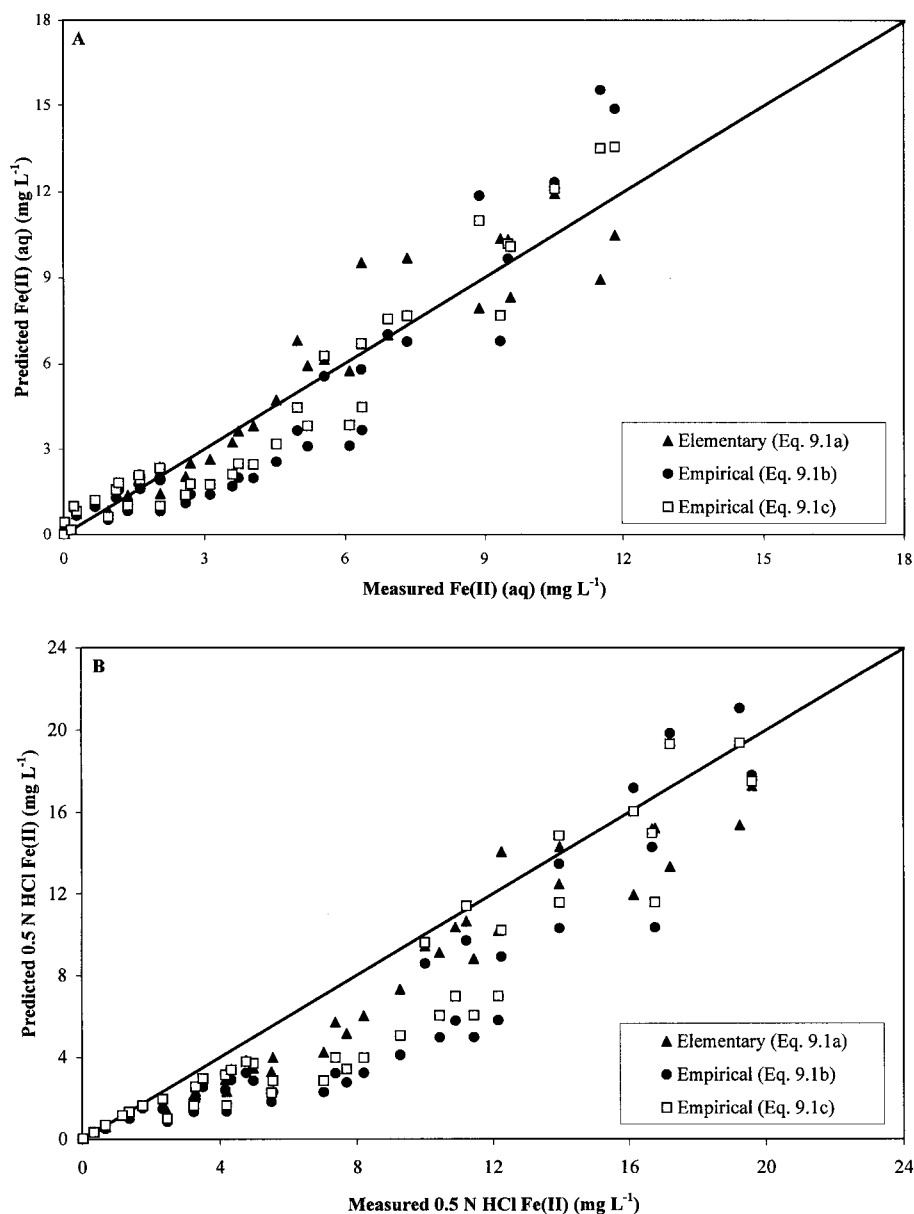 A
18
15
12
9
6
3
0
Predicted Fe(II) (aq) (mg L⁻¹)
0 3 6 9 12 15 18
Measured Fe(II) (aq) (mg L⁻¹)
Elementary (Eq. 9.1a)
Empirical (Eq. 9.1b)
Empirical (Eq. 9.1c)
B
24
20
16
12
8
4
0
Predicted 0.5 N HCl Fe(II) (mg L⁻¹)
0 4 8 12 16 20 24
Measured 0.5 N HCl Fe(II) (mg L⁻¹)
Elementary (Eq. 9.1a)
Empirical (Eq. 9.1b)
Empirical (Eq. 9.1c)